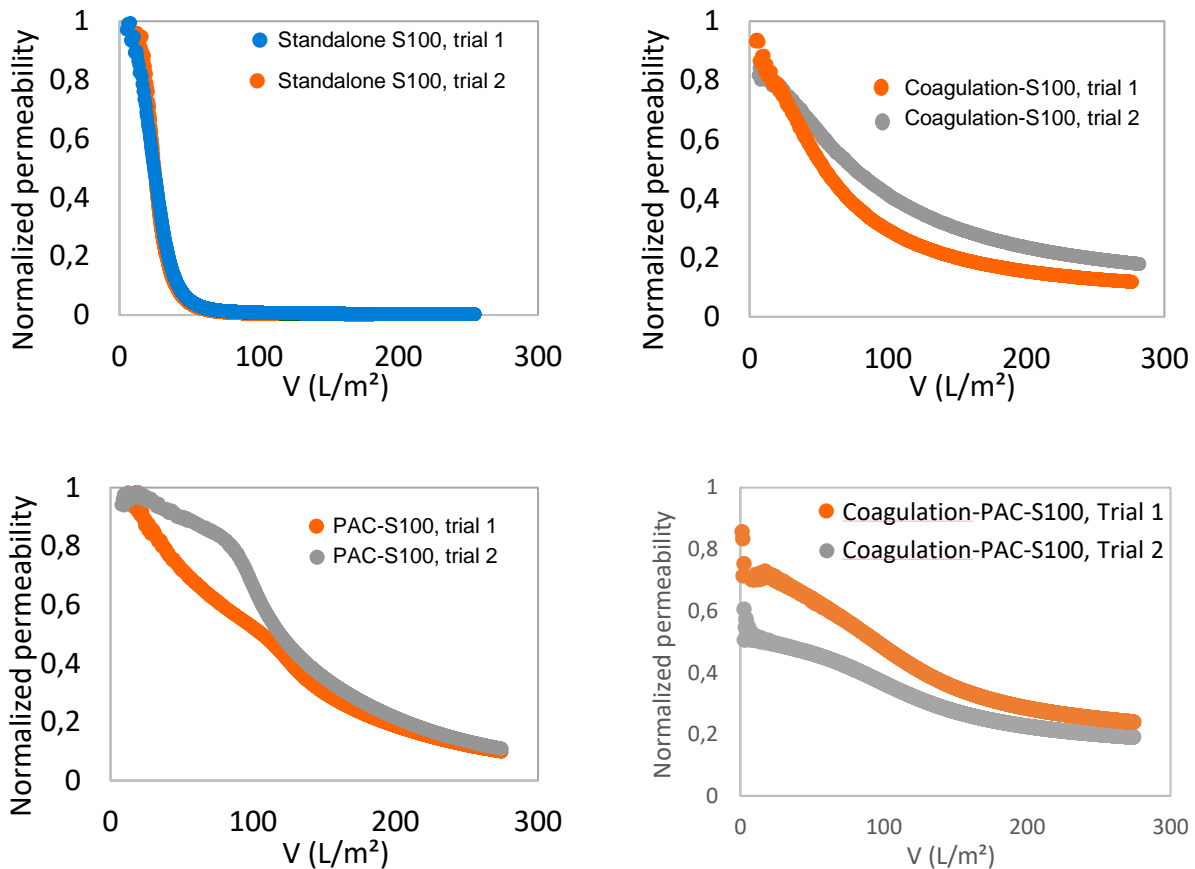 Normalized permeability
1
0,8
0,6
0,4
0,2
0
Standalone S100, trial 1
Standalone S100, trial 2
0
100
200
300
V (L/m²)
Normalized permeability
1
0,8
0,6
0,4
0,2
0
Coagulation-S100, trial 1
Coagulation-S100, trial 2
0
100
200
300
V (L/m²)
Normalized permeability
1
0,8
0,6
0,4
0,2
0
PAC-S100, trial 1
PAC-S100, trial 2
0
100
200
300
V (L/m²)
Normalized permeability
1
0,8
0,6
0,4
0,2
0
Coagulation-PAC-S100, Trial 1
Coagulation-PAC-S100, Trial 2
0
100
200
300
V (L/m²)